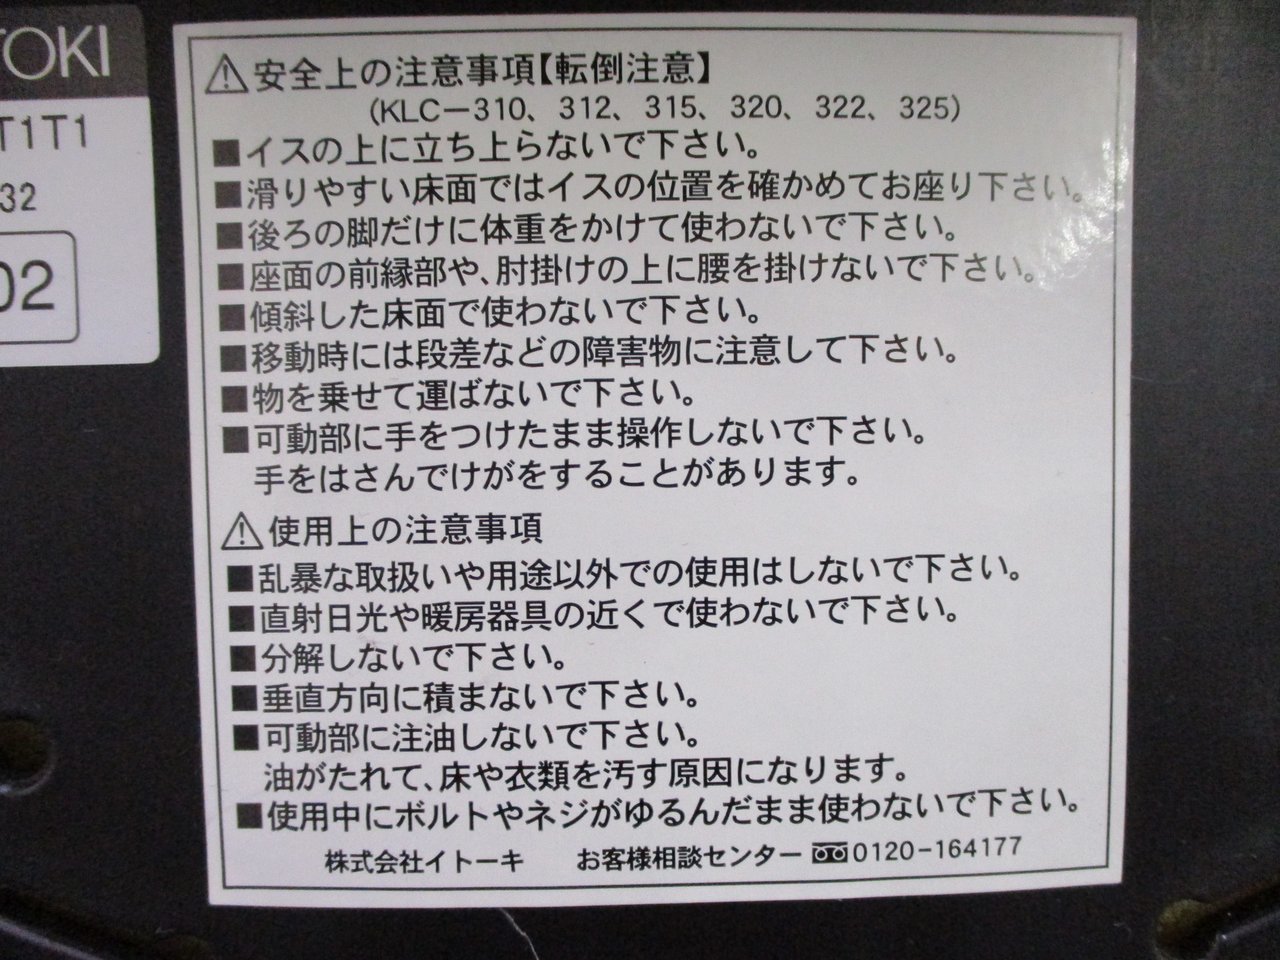 TOKI
T1T1
32
02
⚠安全上の注意事項【転倒注意】
(KLC−310、312、315、320、322、325)
■イスの上に立ち上らないで下さい。
■滑りやすい床面ではイスの位置を確かめてお座り下さい。
■後ろの脚だけに体重をかけて使わないで下さい。
■座面の前縁部や、肘掛けの上に腰を掛けないで下さい。
■傾斜した床面で使わないで下さい。
■移動時には段差などの障害物に注意して下さい。
■物を乗せて運ばないで下さい。
■可動部に手をつけたまま操作しないで下さい。
手をはさんでけがをすることがあります。
⚠使用上の注意事項
■乱暴な取扱いや用途以外での使用はしないで下さい。
■直射日光や暖房器具の近くで使わないで下さい。
■分解しないで下さい。
■垂直方向に積まないで下さい。
■可動部に注油しないで下さい。
油がたれて、床や衣類を汚す原因になります。
■使用中にボルトやネジがゆるんだまま使わないで下さい。
株式会社イトーキ お客様相談センター 0120-164177